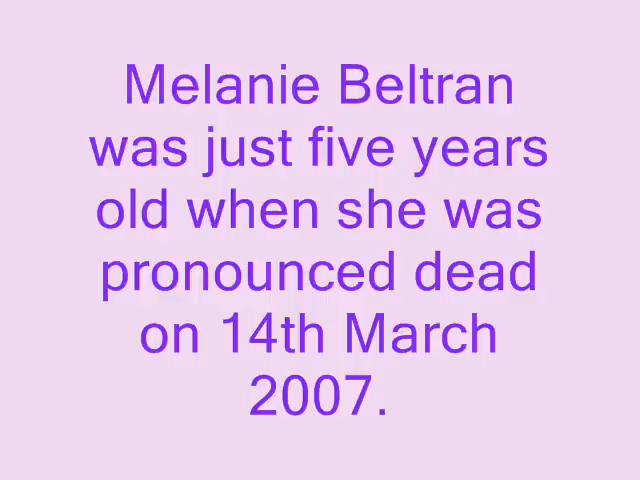 Melanie Beltran
was just five years
old when she was
pronounced dead
on 14th March
2007.